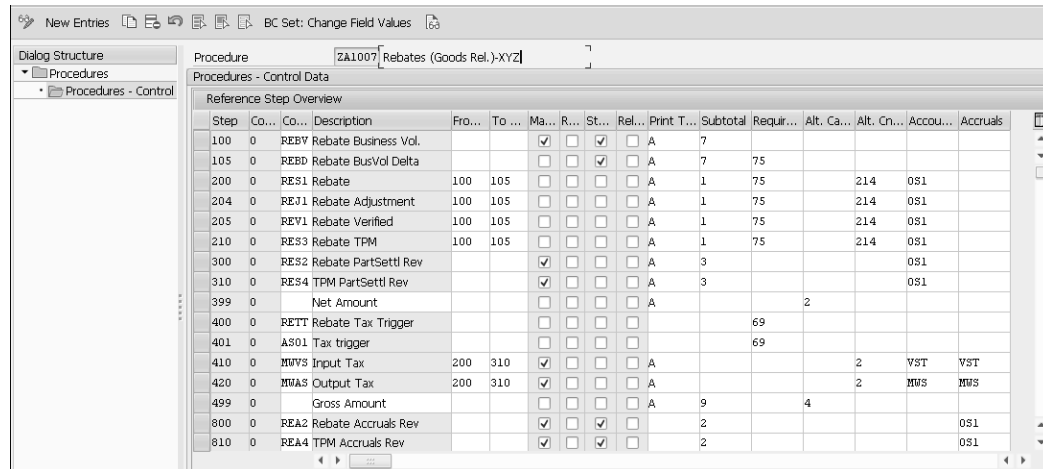 New Entries BC Set: Change Field Values
Dialog Structure
Procedures
Procedures - Control
Procedure ZA1007 Rebates (Goods Rel.)-XYZ
Procedures - Control Data
Reference Step Overview
Step Co... Co... Description Fro... To ... Ma... R... St... Rel... Print T... Subtotal Requir... Alt. Ca... Alt. Cn... Accou... Accruals
100 0 REBV Rebate Business Vol. A 7
105 0 REBD Rebate BusVol Delta A 7 75
200 0 RES1 Rebate 100 105 A 1 75 214 0S1
204 0 REJ1 Rebate Adjustment 100 105 A 1 75 214 0S1
205 0 REV1 Rebate Verified 100 105 A 1 75 214 0S1
210 0 RES3 Rebate TPM 100 105 A 1 75 214 0S1
300 0 RES2 Rebate PartSettl Rev A 3 0S1
310 0 RES4 TPM PartSettl Rev A 3 0S1
399 0 Net Amount A 2
400 0 RETT Rebate Tax Trigger 69
401 0 AS01 Tax trigger 69
410 0 MWVS Input Tax 200 310 A 2 VST VST
420 0 MWAS Output Tax 200 310 A 2 MWS MWS
499 0 Gross Amount A 9 4
800 0 REA2 Rebate Accruals Rev 2 0S1
810 0 REA4 TPM Accruals Rev 2 0S1